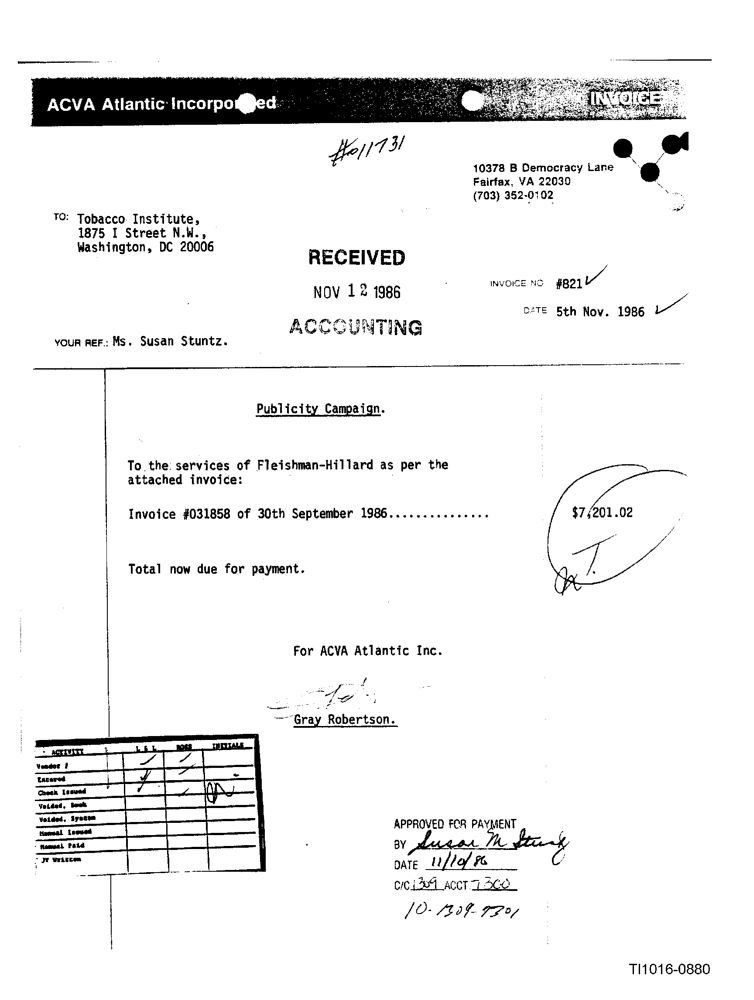 ACVA Atlantic Incorpo ed INVOICE
#011731
10378 B Democracy Lane
Fairfax, VA 22030
(703) 352-0102
TO: Tobacco Institute,
1875 I Street N.W.,
Washington, DC 20006
RECEIVED
NOV 12 1986
ACCOUNTING
INVOICE NO #821
DATE 5th Nov. 1986
YOUR REF.: Ms. Susan Stuntz.
Publicity Campaign.
To the services of Fleishman-Hillard as per the
attached invoice:
Invoice #031858 of 30th September 1986............... $7,201.02
Total now due for payment.
For ACVA Atlantic Inc.
Gray Robertson.
ACTIVITY L S L ROSS INITIALS
Vendor #
Entered
Check Issued
Voided, Book
Voided, System
Manual Issued
Manual Paid
JV Written
APPROVED FOR PAYMENT
BY Susan M Stuntz
DATE 11/10/86
C/C 1309 ACCT 7300
10-1309-7301
TI1016-0880